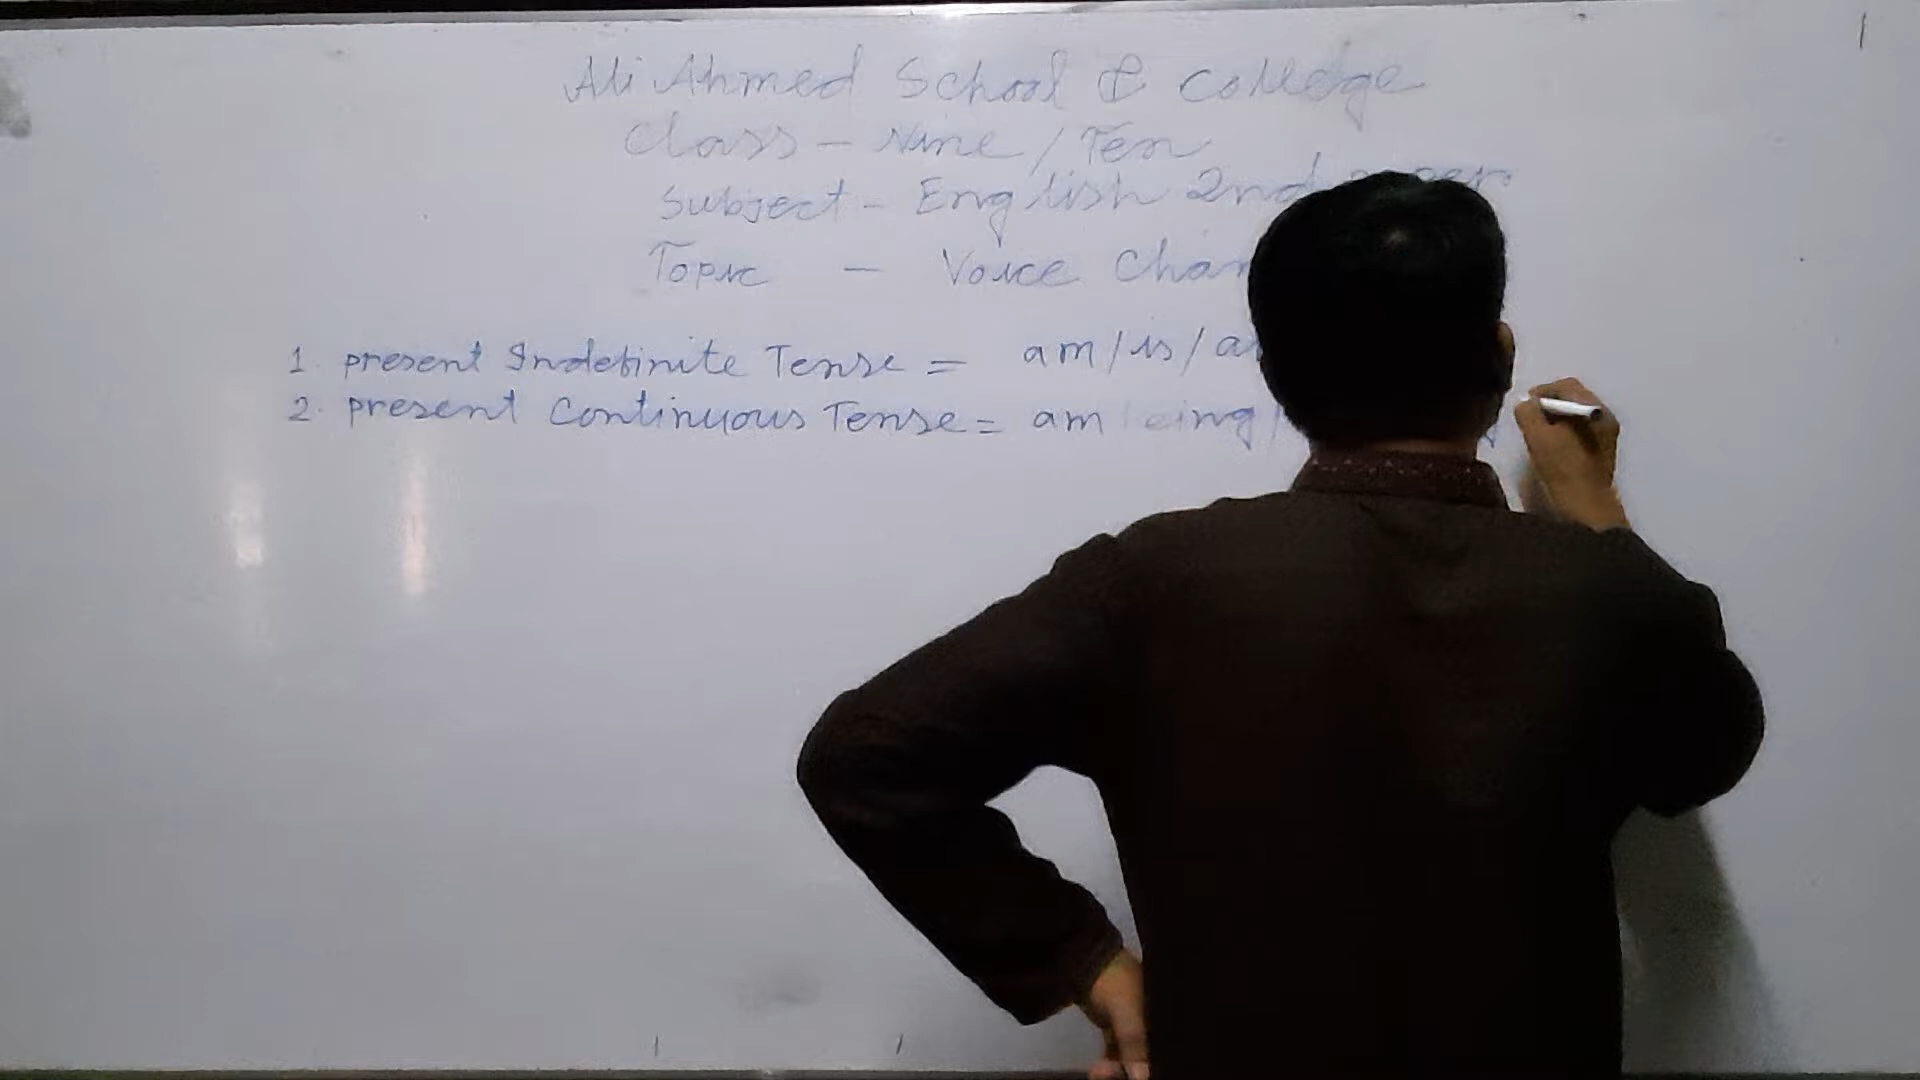 Ali Ahmed School & College
Class - Nine / Ten
Subject - English 2nd
Topic - Voice
1. present Indefinite Tense = am / is /
2. present Continuous Tense = am